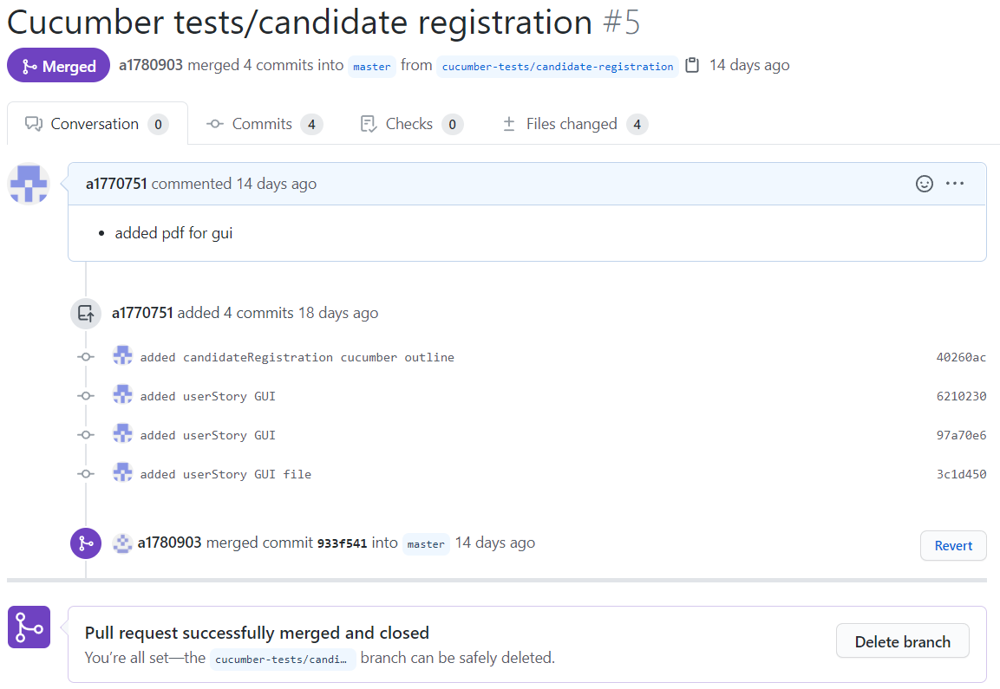 Cucumber tests/candidate registration #5
Merged a1780903 merged 4 commits into master from cucumber-tests/candidate-registration 14 days ago
Conversation 0 Commits 4 Checks 0 Files changed 4
a1770751 commented 14 days ago
• added pdf for gui
a1770751 added 4 commits 18 days ago
added candidateRegistration cucumber outline 40260ac
added userStory GUI 6210230
added userStory GUI 97a70e6
added userStory GUI file 3c1d450
a1780903 merged commit 933f541 into master 14 days ago Revert
Pull request successfully merged and closed
You're all set—the cucumber-tests/candi… branch can be safely deleted.
Delete branch